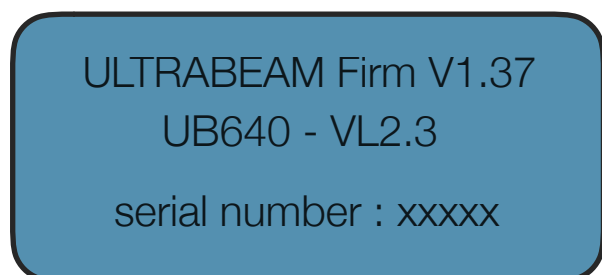 ULTRABEAM Firm V1.37
UB640 - VL2.3
serial number : xxxxx